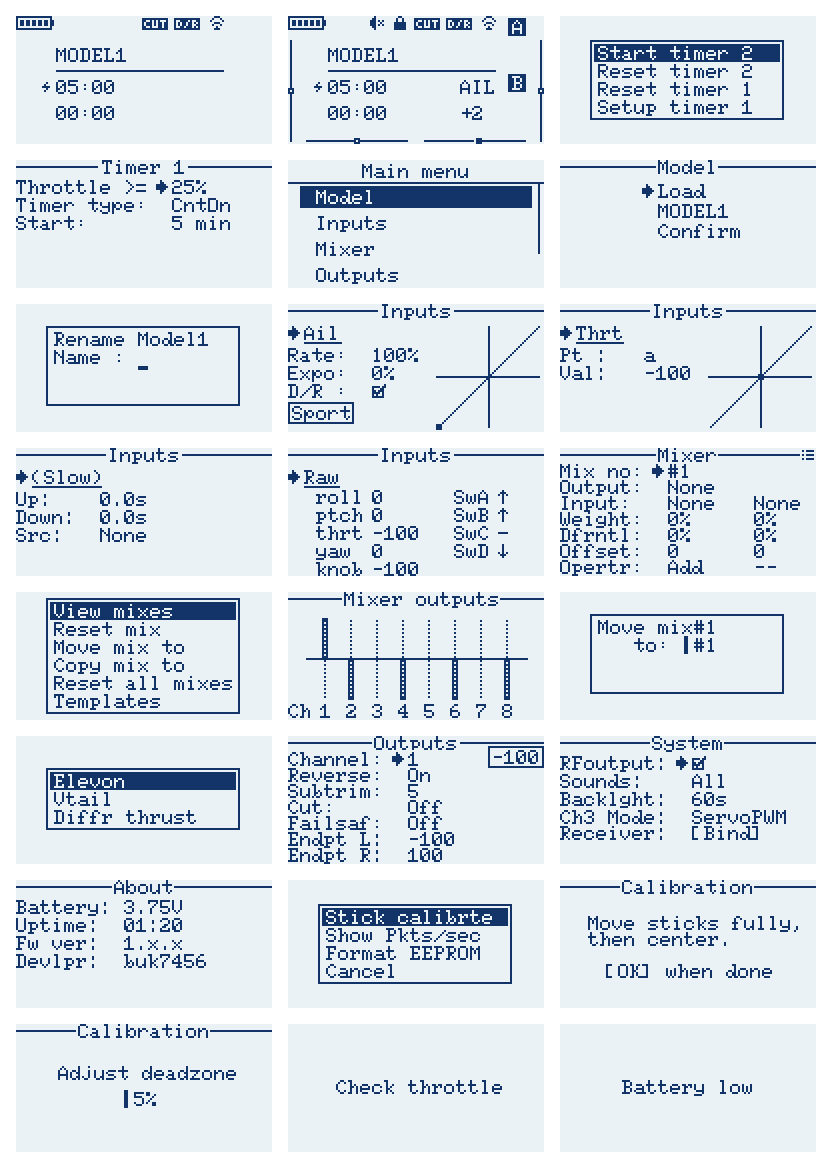 CUT D/R
MODEL1
05:00
00:00
CUT D/R A
MODEL1
05:00 AIL B
00:00 +2
Start timer 2
Reset timer 2
Reset timer 1
Setup timer 1
Timer 1
Throttle >= 25%
Timer type: CntDn
Start: 5 min
Main menu
Model
Inputs
Mixer
Outputs
Model
Load
MODEL1
Confirm
Rename Model1
Name : _
Inputs
Ail
Rate: 100%
Expo: 0%
D/R :
Sport
Inputs
Thrt
Pt : a
Val: -100
Inputs
(Slow)
Up: 0.0s
Down: 0.0s
Src: None
Inputs
Raw
roll 0 SwA ↑
ptch 0 SwB ↑
thrt -100 SwC -
yaw 0 SwD ↓
knob -100
Mixer
Mix no: #1
Output: None
Input: None None
Weight: 0% 0%
Dfrntl: 0% 0%
Offset: 0 0
Opertr: Add --
View mixes
Reset mix
Move mix to
Copy mix to
Reset all mixes
Templates
Mixer outputs
Ch 1 2 3 4 5 6 7 8
Move mix#1
to: #1
Elevon
Vtail
Diffr thrust
Outputs
Channel: 1 -100
Reverse: On
Subtrim: 5
Cut: Off
Failsaf: Off
Endpt L: -100
Endpt R: 100
System
RFoutput:
Sounds: All
Backlght: 60s
Ch3 Mode: ServoPWM
Receiver: [Bind]
About
Battery: 3.75V
Uptime: 01:20
Fw ver: 1.x.x
Devlpr: buk7456
Stick calibrte
Show Pkts/sec
Format EEPROM
Cancel
Calibration
Move sticks fully,
then center.
[OK] when done
Calibration
Adjust deadzone
5%
Check throttle
Battery low